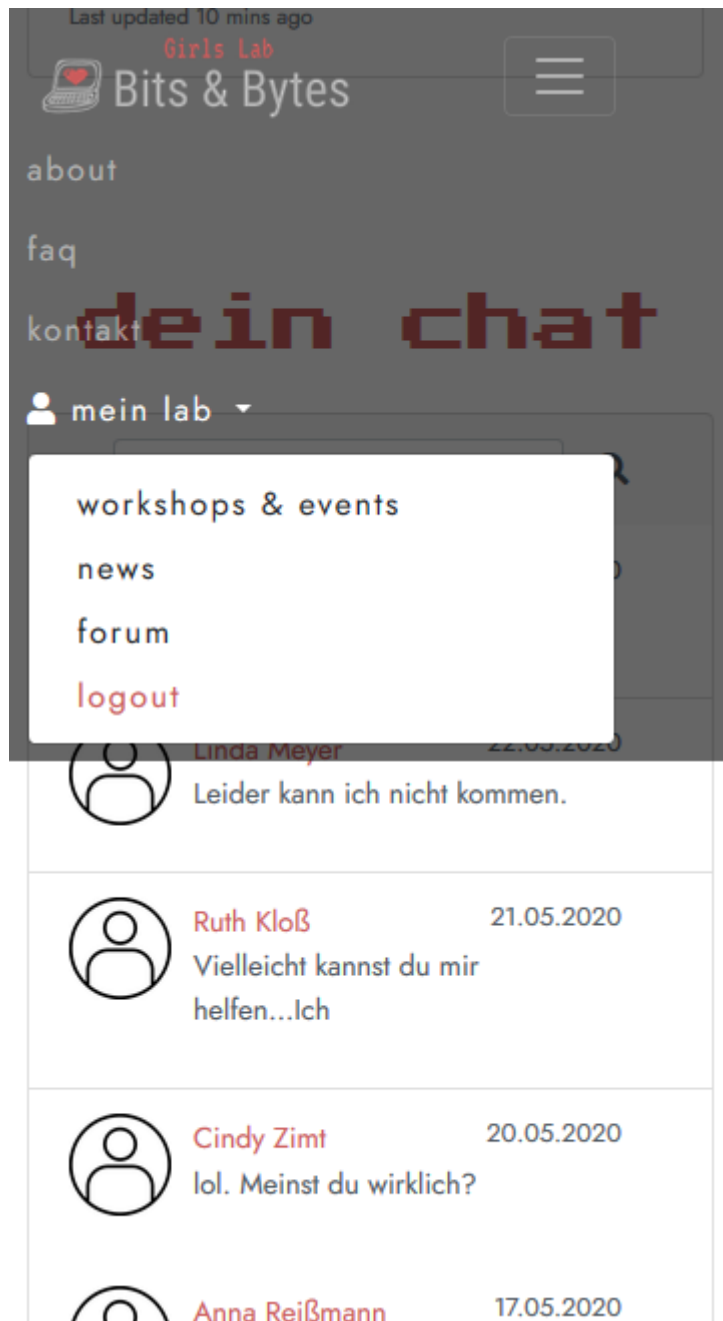 Last updated 10 mins ago
Girls Lab
Bits & Bytes
about
faq
dein chat
kontakt
mein lab
workshops & events
news
forum
logout
Linda Meyer 22.05.2020
Leider kann ich nicht kommen.
Ruth Kloß 21.05.2020
Vielleicht kannst du mir
helfen...Ich
Cindy Zimt 20.05.2020
lol. Meinst du wirklich?
Anna Reißmann 17.05.2020